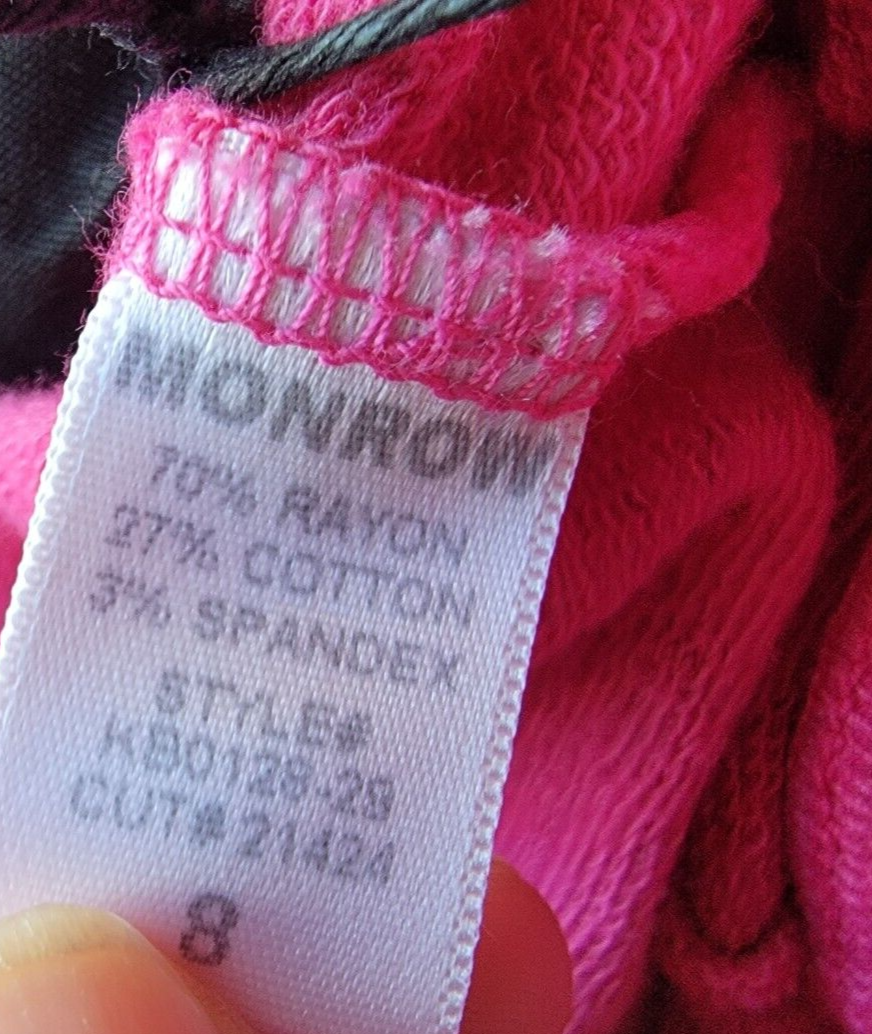 MONROW
70% RAYON
27% COTTON
3% SPANDEX
STYLE#
KB0128-28
CUT# 21424
8